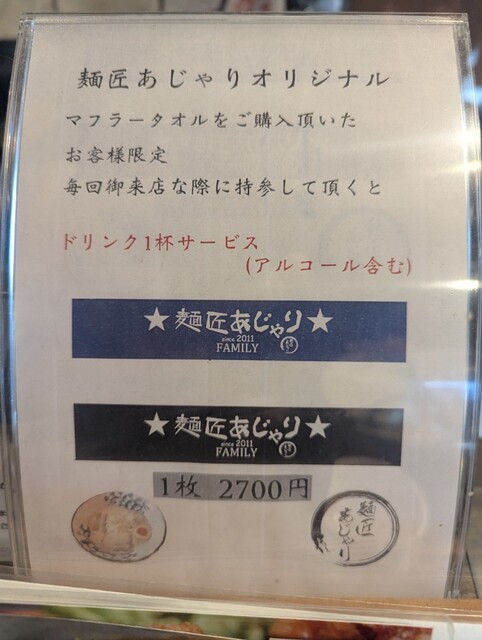 麺匠あじゃりオリジナル
マフラータオルをご購入頂いた
お客様限定
毎回御来店な際に持参して頂くと
ドリンク1杯サービス
(アルコール含む)
★麺匠あじゃり★
since 2011
FAMILY
★麺匠あじゃり★
since 2011
FAMILY
1枚 2700円
麺匠
あじゃり